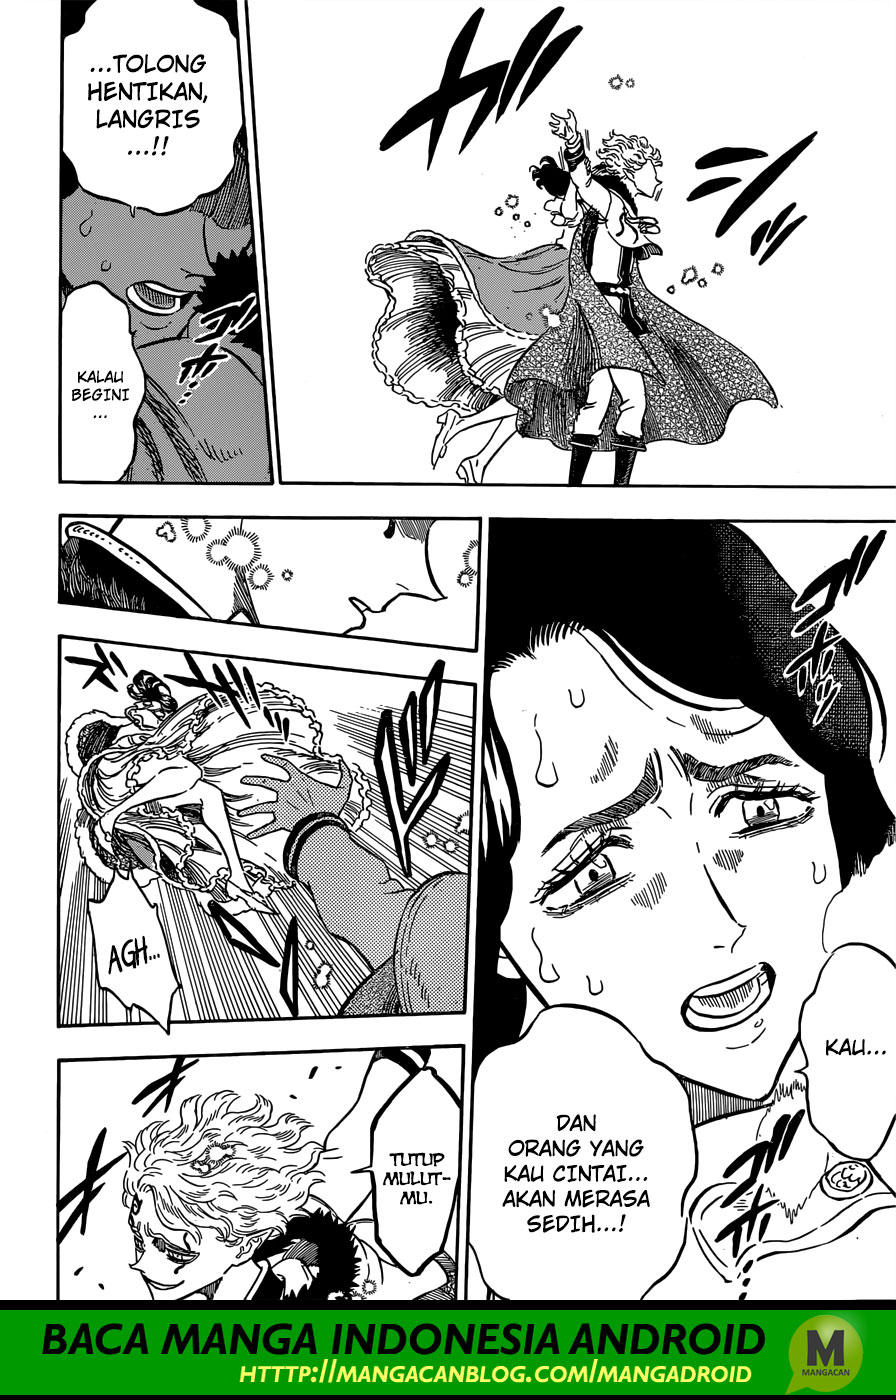 ...TOLONG
HENTIKAN,
LANGRIS
...!!
KALAU
BEGINI
...
KAU...
DAN
ORANG YANG
KAU CINTAI...
AKAN MERASA
SEDIH...!
AGH...
TUTUP
MULUT-
MU.
BACA MANGA INDONESIA ANDROID
HTTTP://MANGACANBLOG.COM/MANGADROID
M
MANGACAN